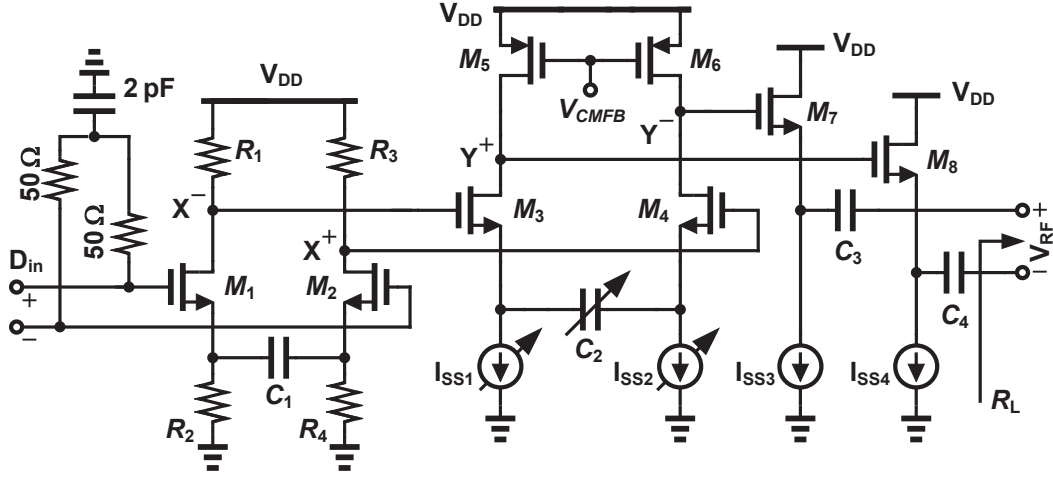 V_DD
M_5
M_6
V_DD
V_CMFB
M_7
V_DD
2 pF
V_DD
50 Ω
R_1
R_3
Y^+
Y^-
M_8
50 Ω
X^-
M_3
M_4
C_3
+
V_RF
−
D_in
X^+
+
M_1
M_2
−
C_4
C_2
C_1
I_SS1
I_SS2
I_SS3
I_SS4
R_L
R_2
R_4